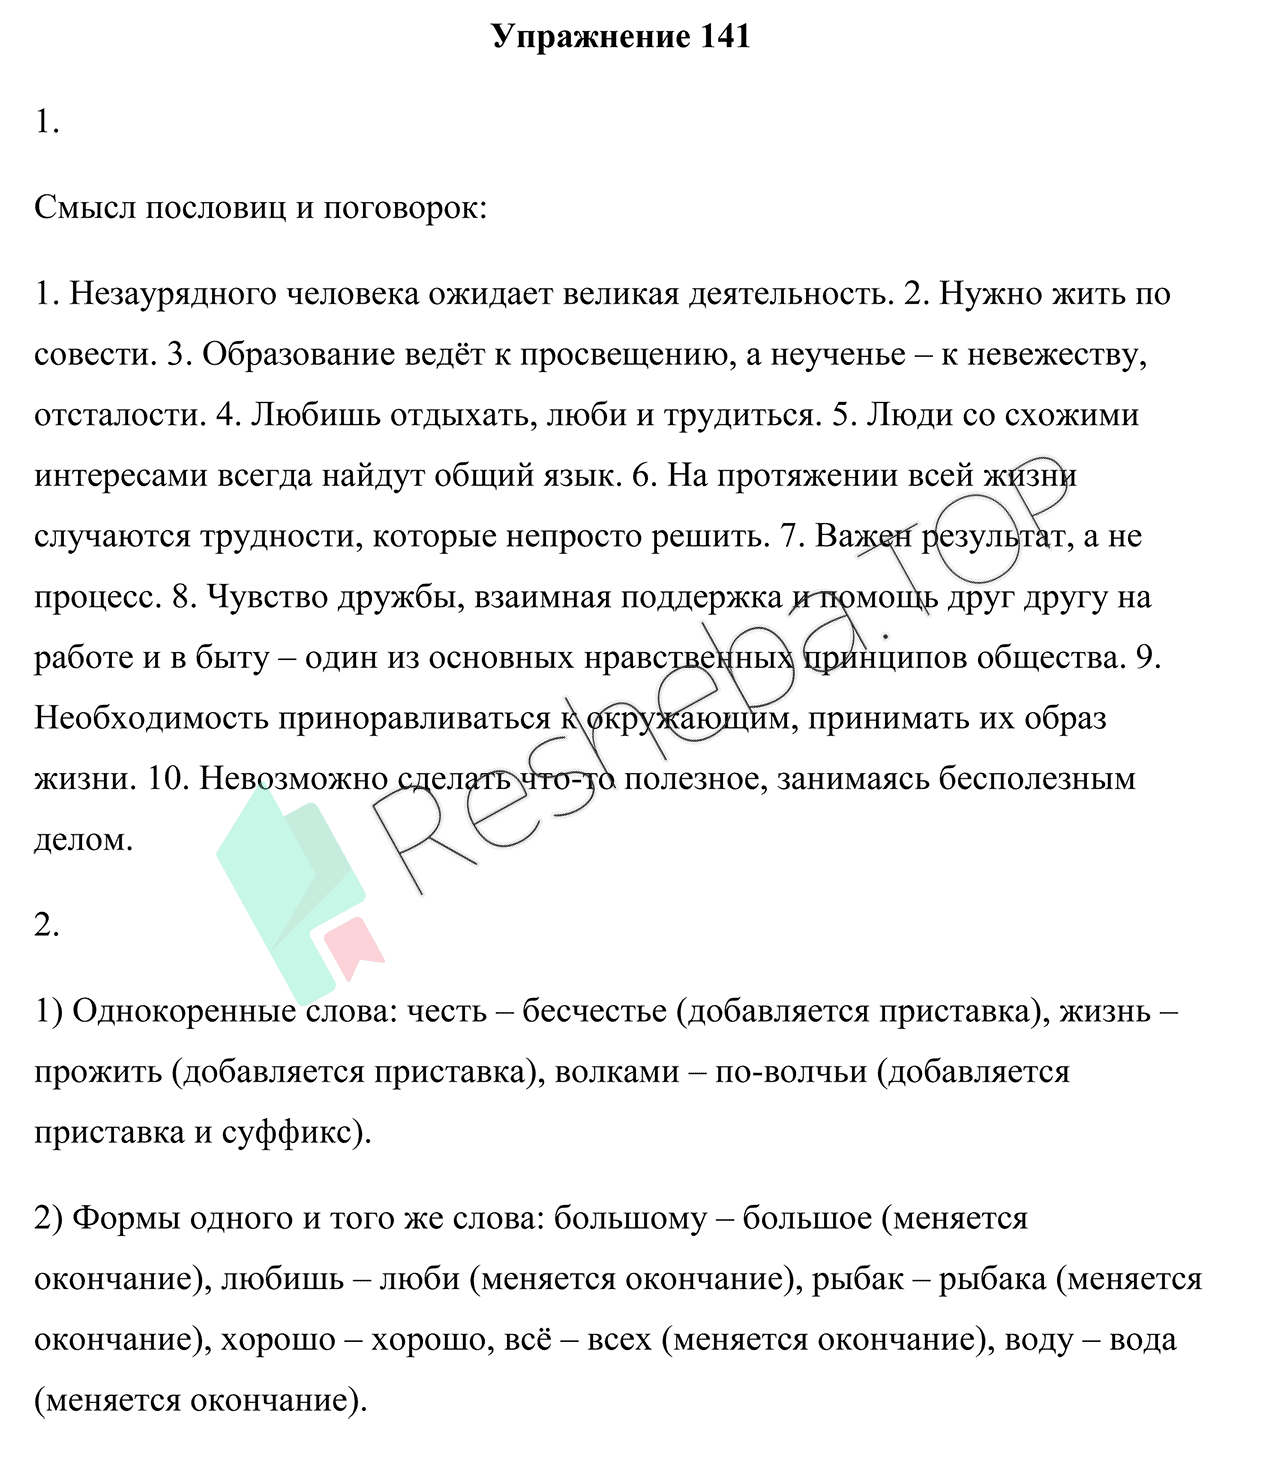 Упражнение 141
1.
Смысл пословиц и поговорок:
1. Незаурядного человека ожидает великая деятельность. 2. Нужно жить по
совести. 3. Образование ведёт к просвещению, а неученье – к невежеству,
отсталости. 4. Любишь отдыхать, люби и трудиться. 5. Люди со схожими
интересами всегда найдут общий язык. 6. На протяжении всей жизни
случаются трудности, которые непросто решить. 7. Важен результат, а не
процесс. 8. Чувство дружбы, взаимная поддержка и помощь друг другу на
работе и в быту – один из основных нравственных принципов общества. 9.
Необходимость приноравливаться к окружающим, принимать их образ
жизни. 10. Невозможно сделать что-то полезное, занимаясь бесполезным
делом.
Resheba.TOP
2.
1) Однокоренные слова: честь – бесчестье (добавляется приставка), жизнь –
прожить (добавляется приставка), волками – по-волчьи (добавляется
приставка и суффикс).
2) Формы одного и того же слова: большому – большое (меняется
окончание), любишь – люби (меняется окончание), рыбак – рыбака (меняется
окончание), хорошо – хорошо, всё – всех (меняется окончание), воду – вода
(меняется окончание).